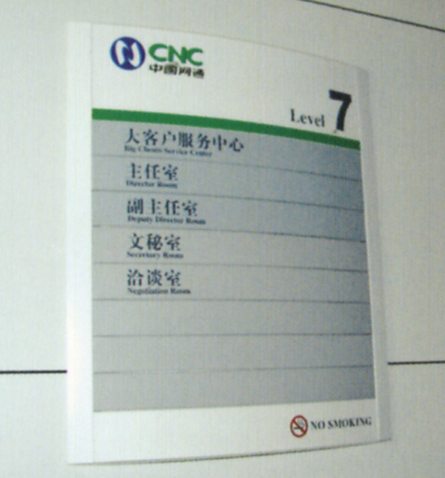 CNC
中国网通
Level 7
大客户服务中心
Big Clients Service Center
主任室
Director Room
副主任室
Deputy Director Room
文秘室
Secretary Room
洽谈室
Negotiation Room
NO SMOKING